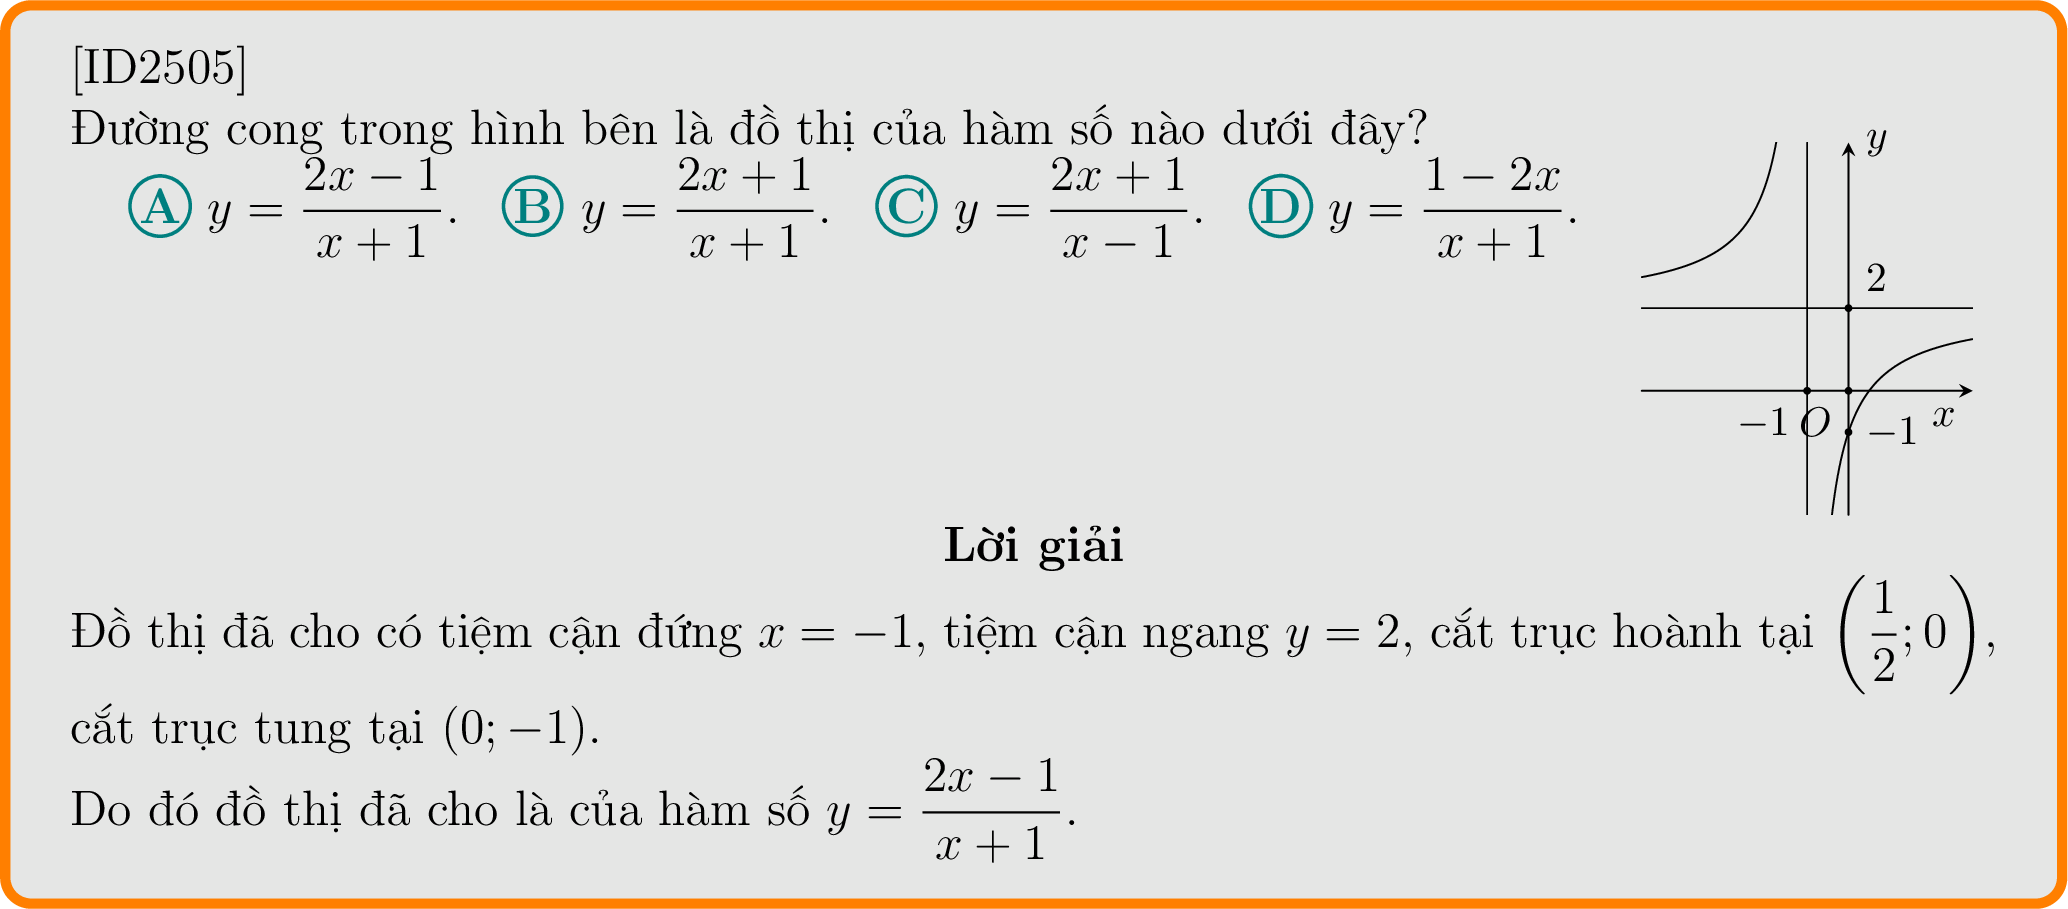 [ID2505]
Đường cong trong hình bên là đồ thị của hàm số nào dưới đây?
A y = \frac{2x − 1}{x + 1}. B y = \frac{2x + 1}{x + 1}. C y = \frac{2x + 1}{x − 1}. D y = \frac{1 − 2x}{x + 1}.
y
2
−1 O −1 x
Lời giải
Đồ thị đã cho có tiệm cận đứng x = −1, tiệm cận ngang y = 2, cắt trục hoành tại (\frac{1}{2}; 0),
cắt trục tung tại (0; −1).
Do đó đồ thị đã cho là của hàm số y = \frac{2x − 1}{x + 1}.